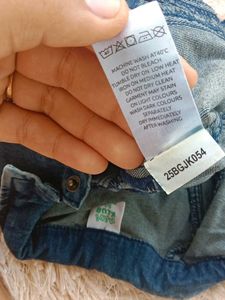 MACHINE WASH AT 40°C
DO NOT BLEACH
TUMBLE DRY ON LOW HEAT
IRON ON MEDIUM HEAT
DO NOT DRY CLEAN
GARMENT MAY STAIN
ON LIGHT COLOURS
WASH DARK COLOURS
SEPARATELY
DRY IMMEDIATELY
AFTER WASHING
25BGJK054